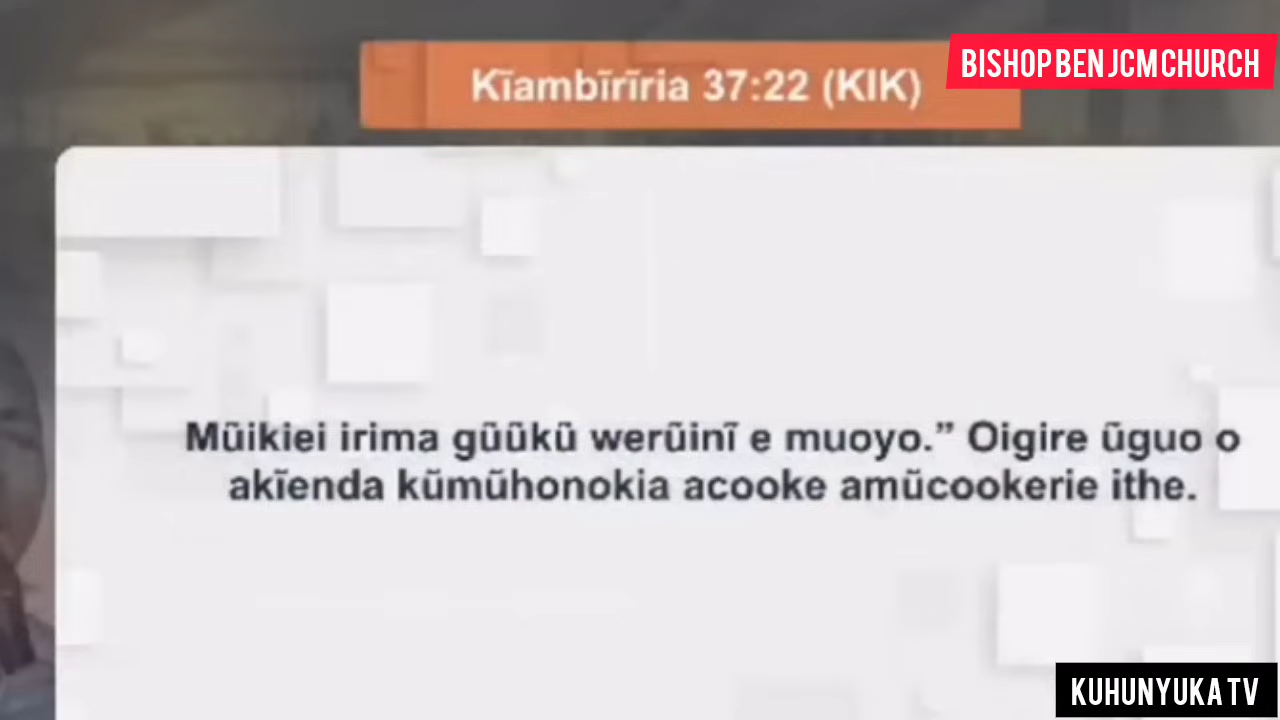 BISHOP BEN JCM CHURCH
Kĩambĩrĩria 37:22 (KIK)
Mũikiei irima gũũkũ werũinĩ e muoyo.” Oigire ũguo o
akĩenda kũmũhonokia acooke amũcookerie ithe.
KUHUNYUKA TV